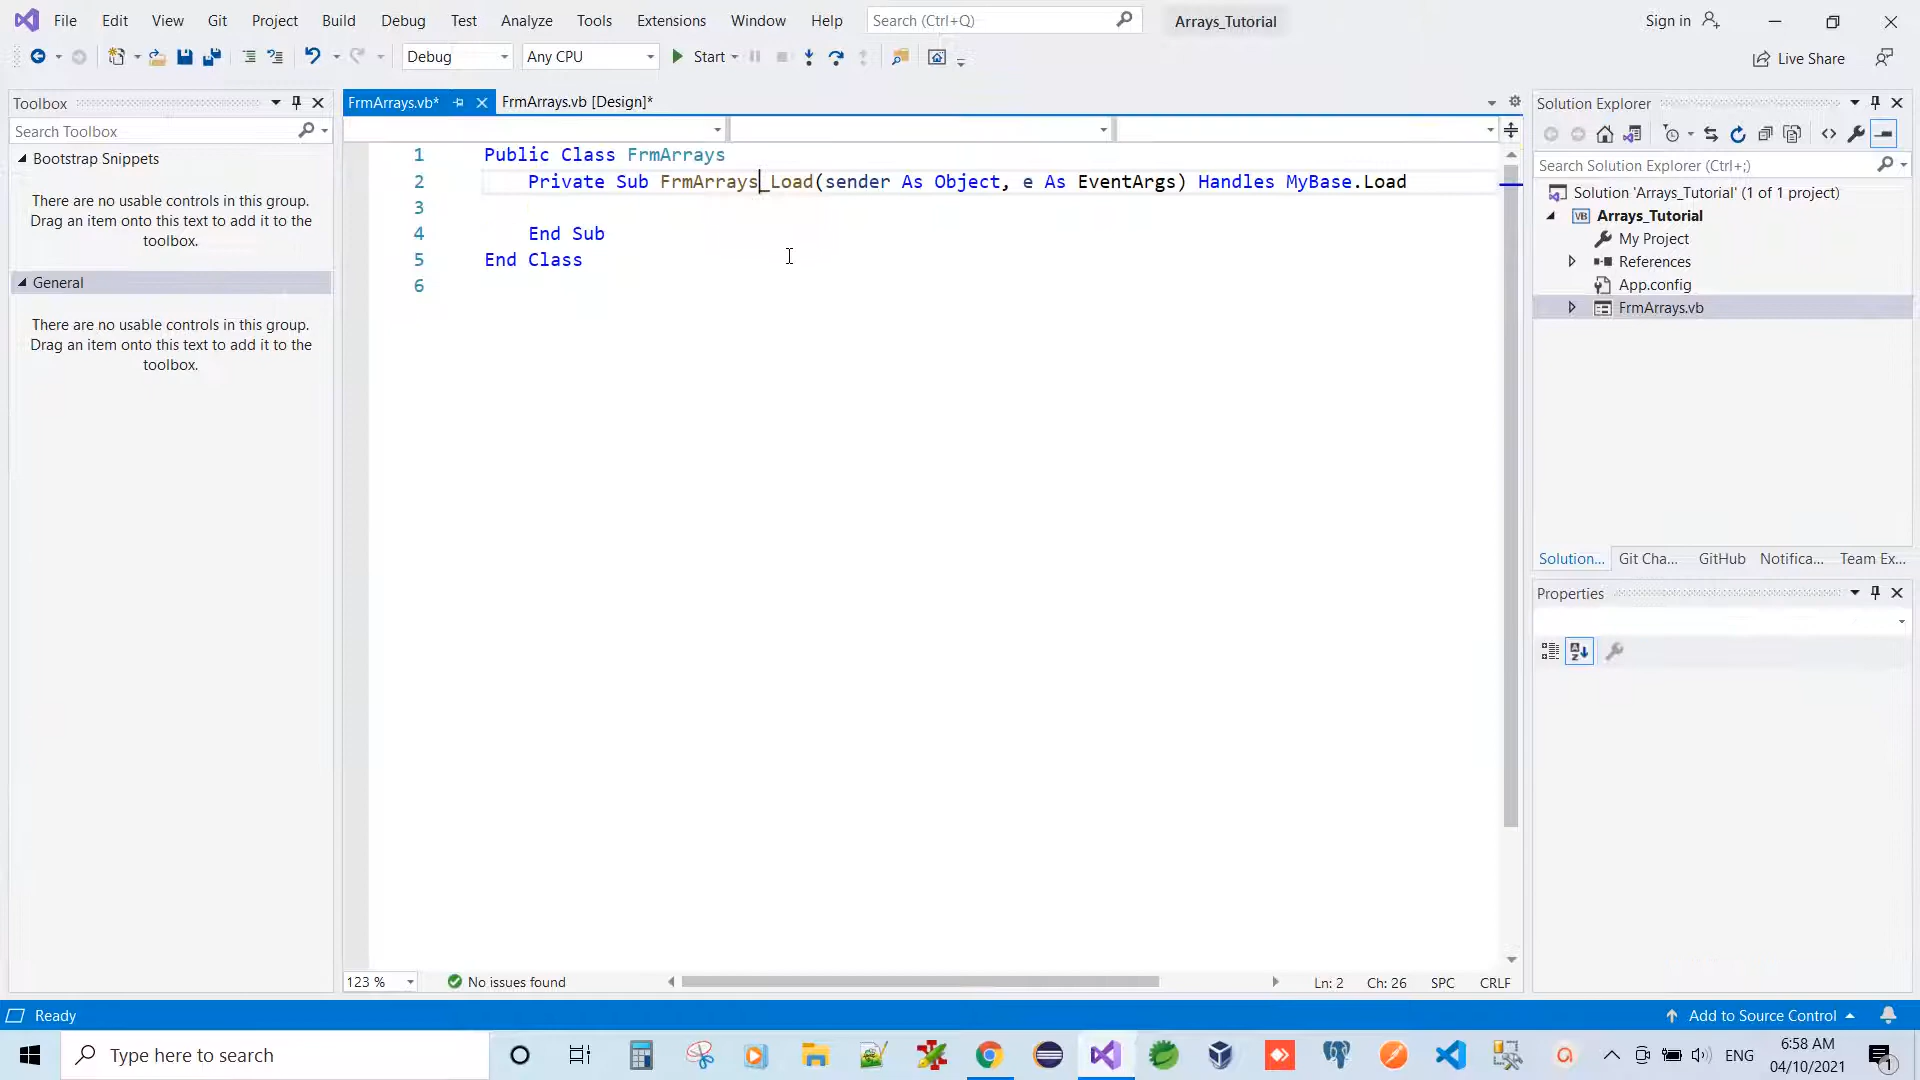 File Edit View Git Project Build Debug Test Analyze Tools Extensions Window Help Search (Ctrl+Q) Arrays_Tutorial Sign in
Debug Any CPU Start Live Share
Toolbox
Search Toolbox
Bootstrap Snippets
There are no usable controls in this group.
Drag an item onto this text to add it to the
toolbox.
General
There are no usable controls in this group.
Drag an item onto this text to add it to the
toolbox.
FrmArrays.vb* FrmArrays.vb [Design]*
1 Public Class FrmArrays
2 Private Sub FrmArrays_Load(sender As Object, e As EventArgs) Handles MyBase.Load
3
4 End Sub
5 End Class
6
123 % No issues found Ln: 2 Ch: 26 SPC CRLF
Solution Explorer
Search Solution Explorer (Ctrl+;)
Solution 'Arrays_Tutorial' (1 of 1 project)
VB Arrays_Tutorial
My Project
References
App.config
FrmArrays.vb
Solution... Git Cha... GitHub Notifica... Team Ex...
Properties
Ready Add to Source Control
Type here to search ENG 6:58 AM
04/10/2021
1